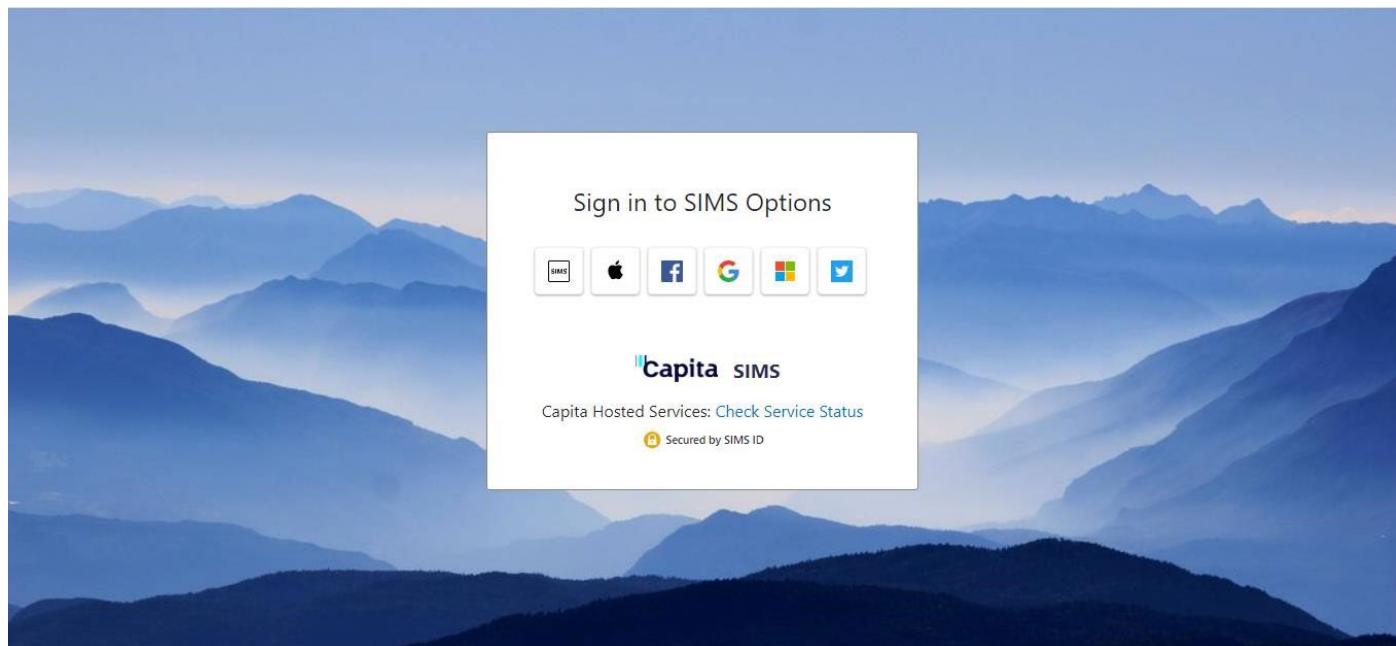 Sign in to SIMS Options
SIMS
Capita SIMS
Capita Hosted Services: Check Service Status
Secured by SIMS ID